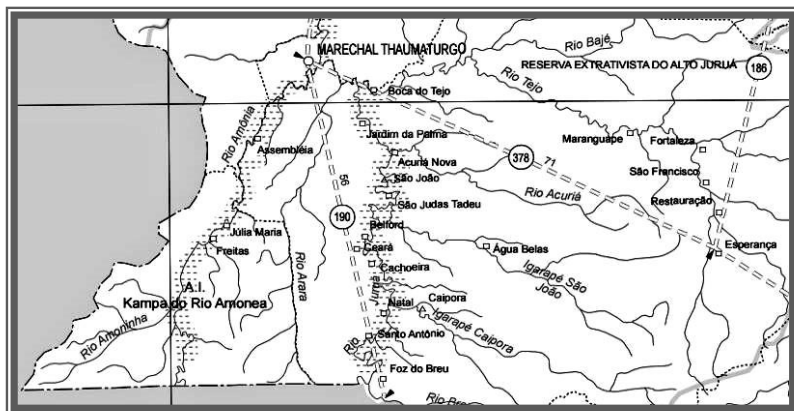 MARECHAL THAUMATURGO
Rio Bajé
RESERVA EXTRATIVISTA DO ALTO JURUÁ
186
Rio Tejo
Boca do Tejo
Rio Amônia
Jardim da Palma
Maranguape
Fortaleza
Assembléia
Acuriá Nova
378
71
São João
São Francisco
56
Rio Acuriá
São Judas Tadeu
Restauração
190
Belford
Júlia Maria
Freitas
Ceará
Água Belas
Esperança
Rio Arara
Cachoeira
Igarapé São
João
A.I.
Kampa do Rio Amonea
Juruá
Natal
Caipora
Igarapé Caipora
Rio Amoninha
Rio
Santo Antônio
Foz do Breu